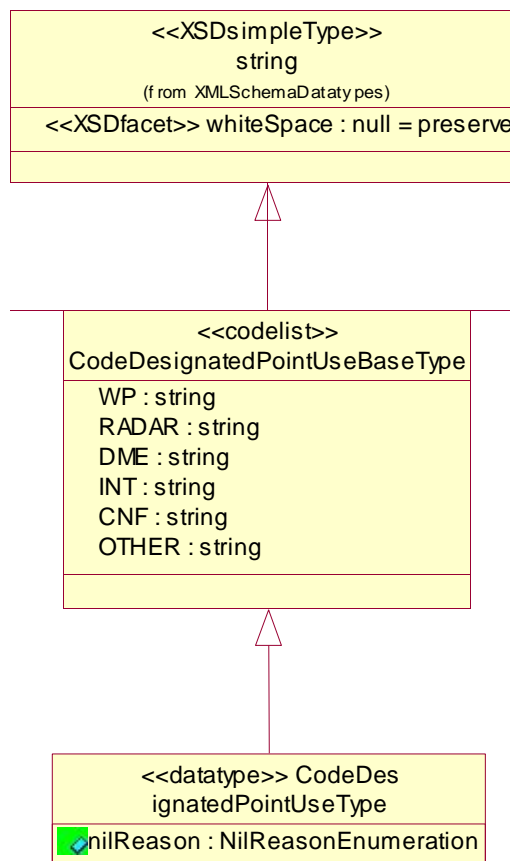 <<XSDsimpleType>>
string
(from XMLSchemaDatatypes)
<<XSDfacet>> whiteSpace : null = preserve
<<codelist>>
CodeDesignatedPointUseBaseType
WP : string
RADAR : string
DME : string
INT : string
CNF : string
OTHER : string
<<datatype>> CodeDes
ignatedPointUseType
nilReason : NilReasonEnumeration